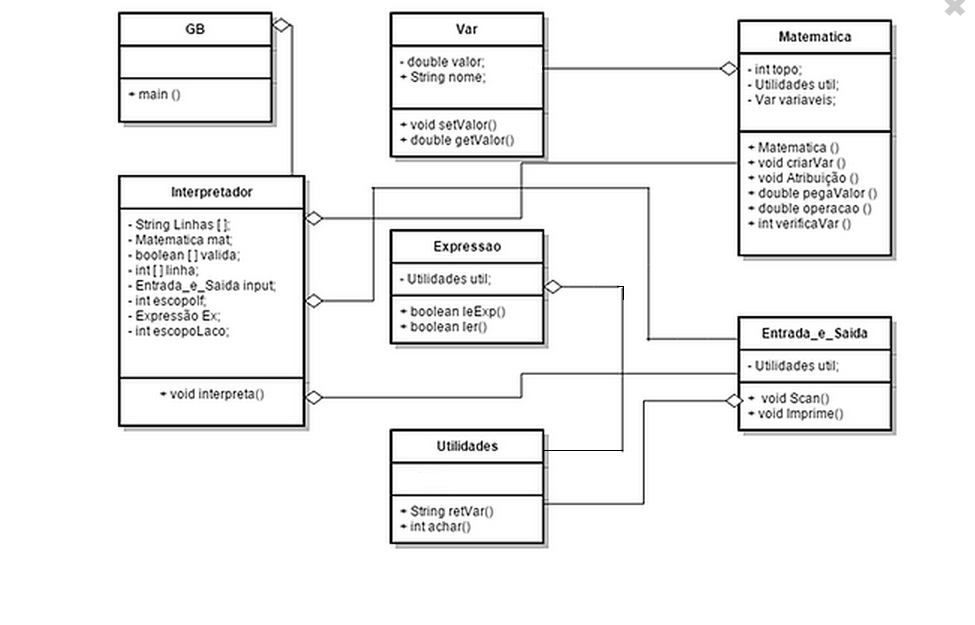 GB
+ main ()
Var
- double valor;
+ String nome;
+ void setValor()
+ double getValor()
Matematica
- int topo;
- Utilidades util;
- Var variaveis;
+ Matematica ()
+ void criarVar ()
+ void Atribuição ()
+ double pegaValor ()
+ double operacao ()
+ int verificaVar ()
Interpretador
- String Linhas [ ];
- Matematica mat;
- boolean [ ] valida;
- int [ ] linha;
- Entrada_e_Saida input;
- int escopoIf;
- Expressão Ex;
- int escopoLaco;
+ void interpreta()
Expressao
- Utilidades util;
+ boolean leExp()
+ boolean ler()
Entrada_e_Saida
- Utilidades util;
+ void Scan()
+ void Imprime()
Utilidades
+ String retVar()
+ int achar()